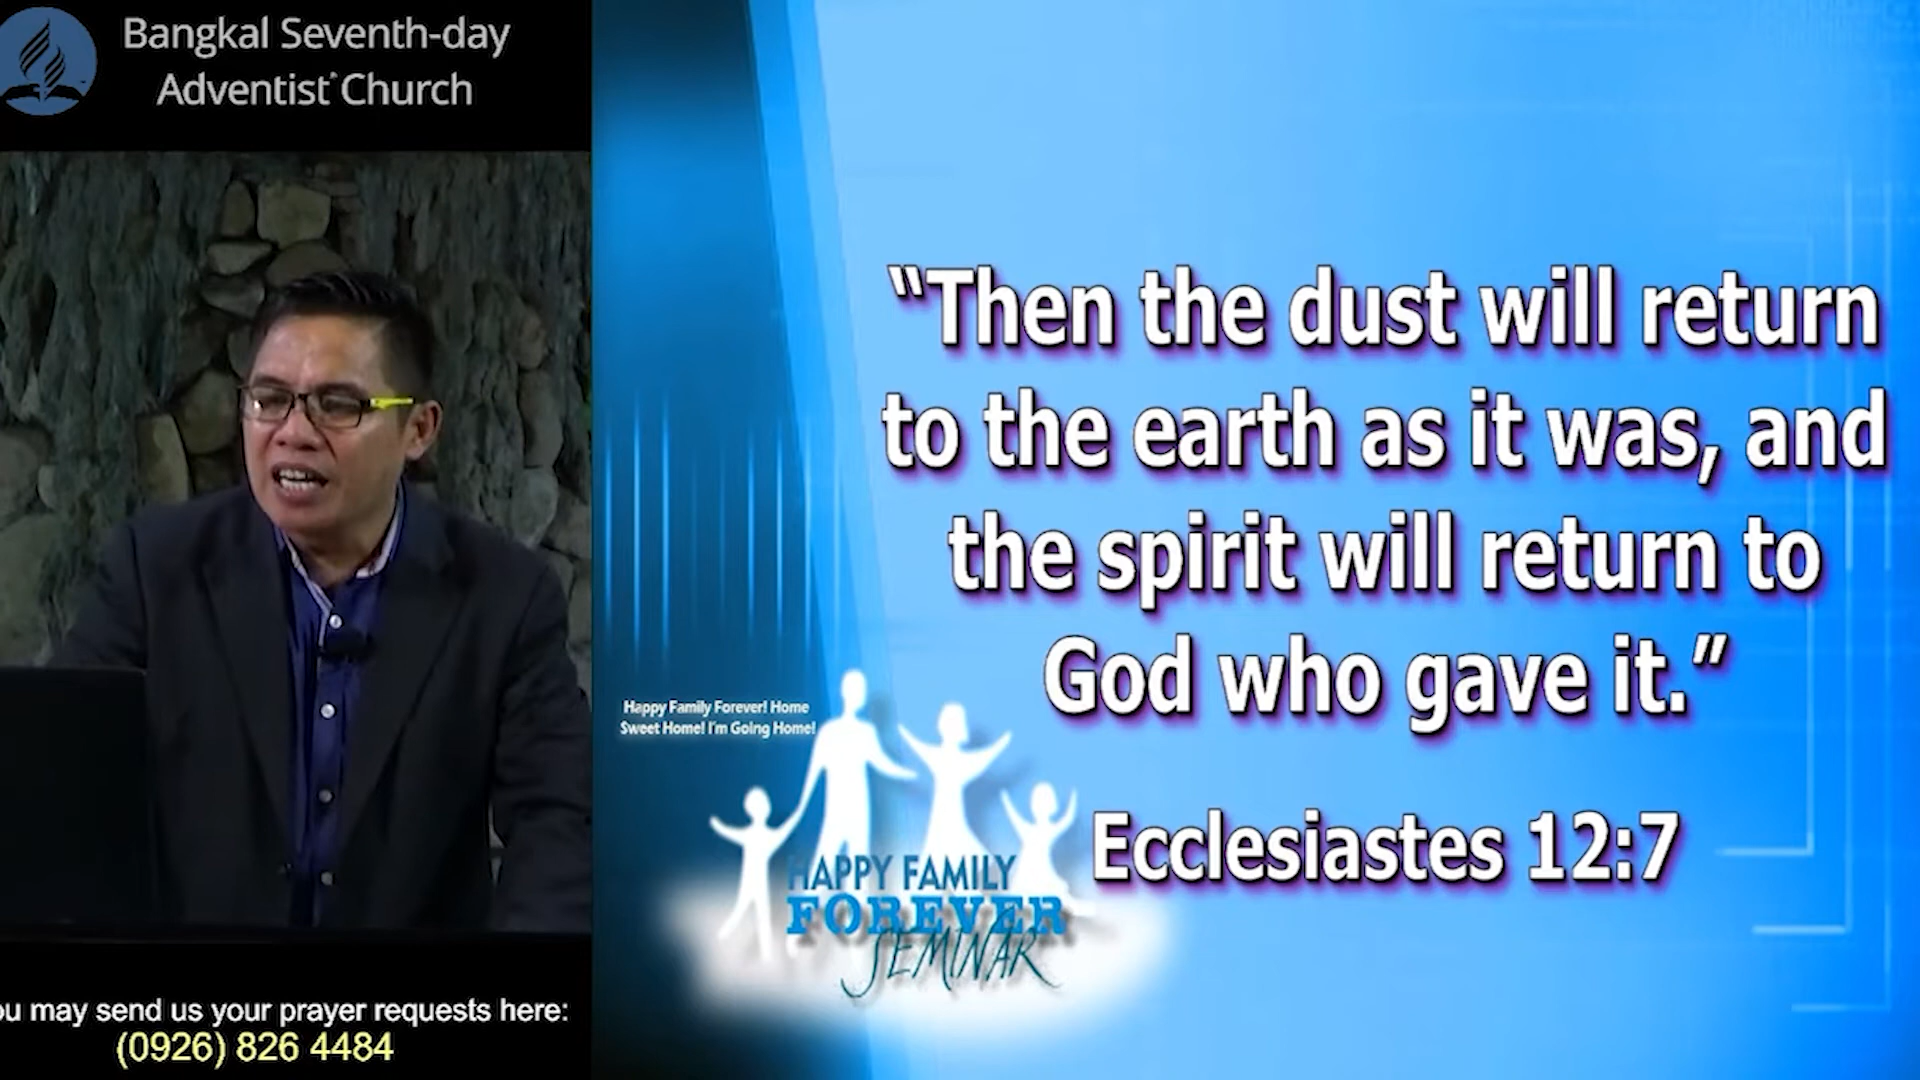 Bangkal Seventh-day
Adventist Church
“Then the dust will return
to the earth as it was, and
the spirit will return to
God who gave it.”
Ecclesiastes 12:7
Happy Family Forever! Home
Sweet Home! I'm Going Home!
HAPPY FAMILY
FOREVER
SEMINAR
ou may send us your prayer requests here:
(0926) 826 4484